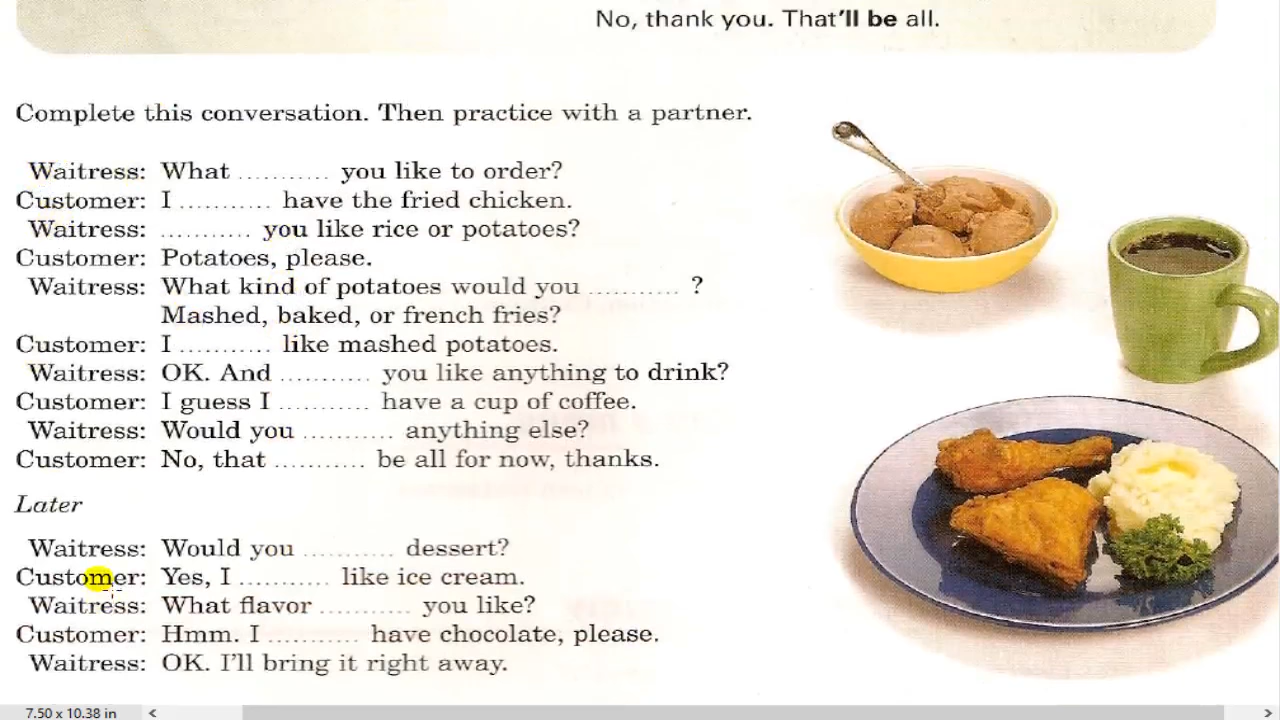 No, thank you. That'll be all.
Complete this conversation. Then practice with a partner.
Waitress: What ........... you like to order?
Customer: I ........... have the fried chicken.
Waitress: ........... you like rice or potatoes?
Customer: Potatoes, please.
Waitress: What kind of potatoes would you ........... ?
Mashed, baked, or french fries?
Customer: I ........... like mashed potatoes.
Waitress: OK. And ........... you like anything to drink?
Customer: I guess I ........... have a cup of coffee.
Waitress: Would you ........... anything else?
Customer: No, that ........... be all for now, thanks.
Later
Waitress: Would you ........... dessert?
Customer: Yes, I ........... like ice cream.
Waitress: What flavor ........... you like?
Customer: Hmm. I ........... have chocolate, please.
Waitress: OK. I'll bring it right away.
7.50 x 10.38 in